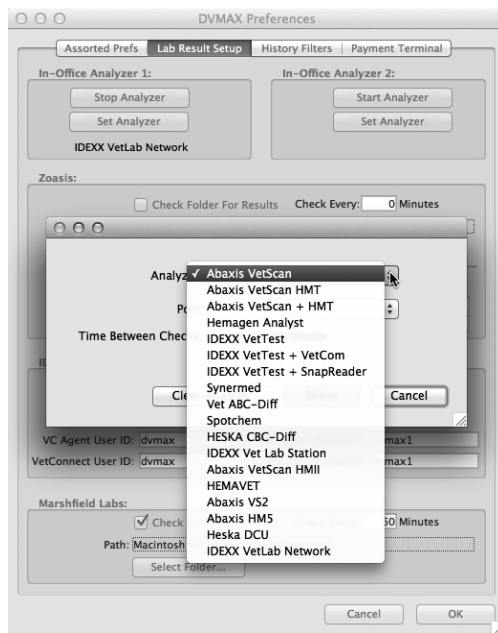 DVMAX Preferences
Assorted Prefs Lab Result Setup History Filters Payment Terminal
In-Office Analyzer 1: In-Office Analyzer 2:
Stop Analyzer Start Analyzer
Set Analyzer Set Analyzer
IDEXX VetLab Network
Zoasis:
Check Folder For Results Check Every: 0 Minutes
Analyz ✓ Abaxis VetScan
Abaxis VetScan HMT
Abaxis VetScan + HMT
Hemagen Analyst
Time Between Chec IDEXX VetTest
IDEXX VetTest + VetCom
IDEXX VetTest + SnapReader
Synermed
Vet ABC-Diff Cancel
Spotchem
HESKA CBC-Diff
VC Agent User ID: dvmax max1
IDEXX Vet Lab Station
VetConnect User ID: dvmax max1
Abaxis VetScan HMII
HEMAVET
Marshfield Labs:
Abaxis VS2
Check Abaxis HM5 60 Minutes
Heska DCU
Path: Macintosh IDEXX VetLab Network
Select Folder...
Cancel OK